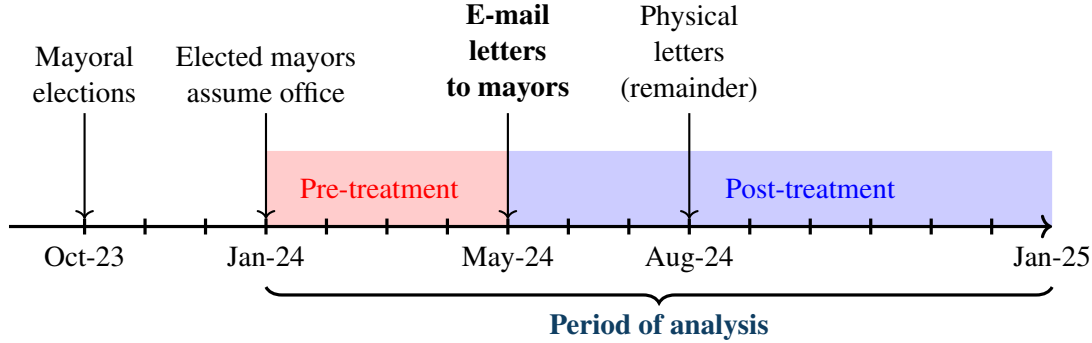 Mayoral
elections
Elected mayors
assume office
E-mail
letters
to mayors
Physical
letters
(remainder)
Pre-treatment
Post-treatment
Oct-23
Jan-24
May-24
Aug-24
Jan-25
Period of analysis